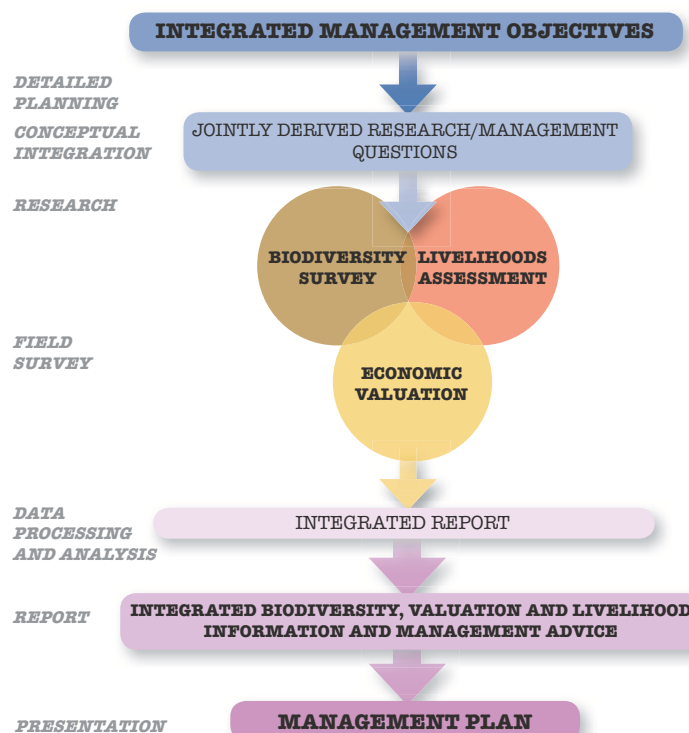 INTEGRATED MANAGEMENT OBJECTIVES
DETAILED
PLANNING
CONCEPTUAL
INTEGRATION
JOINTLY DERIVED RESEARCH/MANAGEMENT
QUESTIONS
RESEARCH
BIODIVERSITY
SURVEY
LIVELIHOODS
ASSESSMENT
FIELD
SURVEY
ECONOMIC
VALUATION
DATA
PROCESSING
AND ANALYSIS
INTEGRATED REPORT
REPORT
INTEGRATED BIODIVERSITY, VALUATION AND LIVELIHOOD
INFORMATION AND MANAGEMENT ADVICE
PRESENTATION
MANAGEMENT PLAN